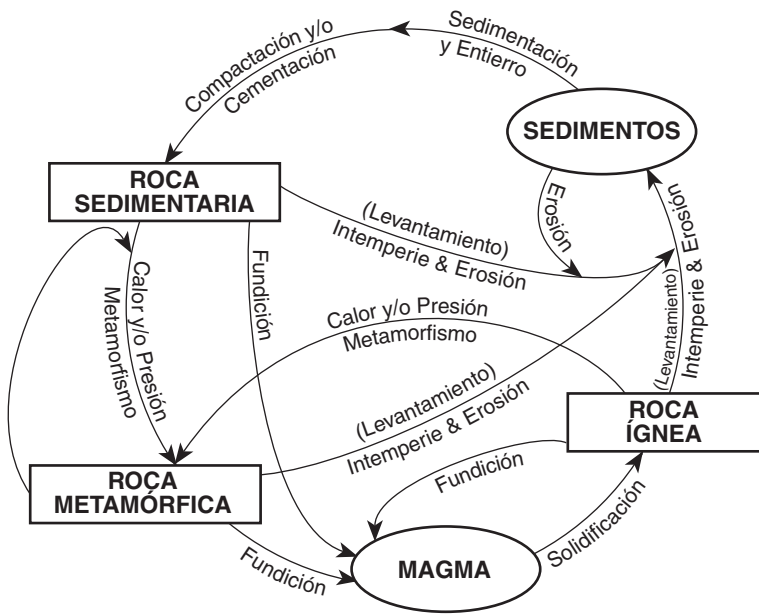 Sedimentación
y Entierro
Compactación y/o
Cementación
SEDIMENTOS
ROCA
SEDIMENTARIA
Erosión
(Levantamiento)
Intemperie & Erosión
(Levantamiento)
Intemperie & Erosión
Fundición
Calor y/o Presión
Metamorfismo
Calor y/o Presión
Metamorfismo
(Levantamiento)
Intemperie & Erosión
ROCA
ÍGNEA
ROCA
METAMÓRFICA
Fundición
Solidificación
Fundición
MAGMA